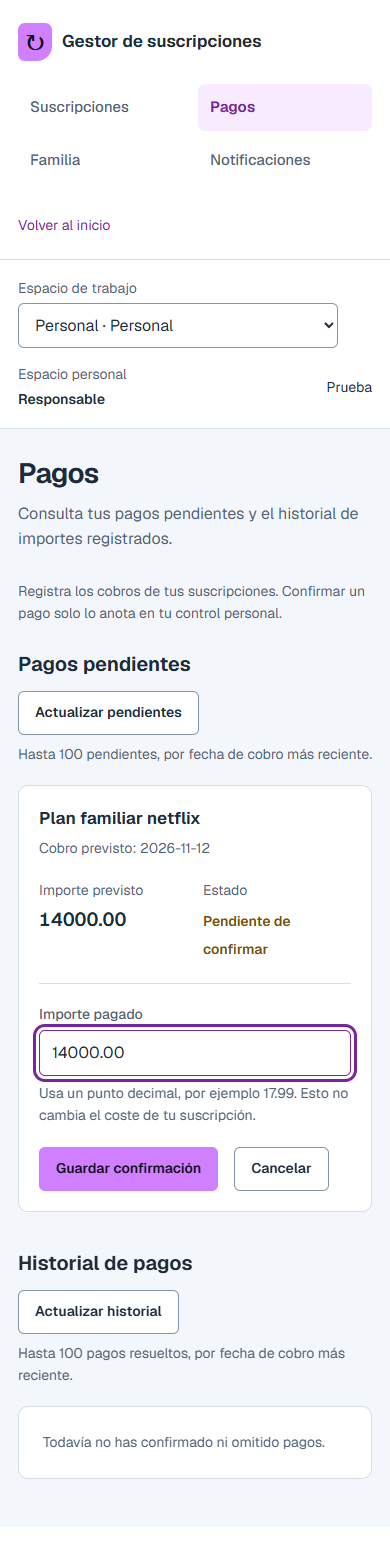 Gestor de suscripciones
Suscripciones
Pagos
Familia
Notificaciones
Volver al inicio
Espacio de trabajo
Personal · Personal
Espacio personal
Responsable
Prueba
Pagos
Consulta tus pagos pendientes y el historial de
importes registrados.
Registra los cobros de tus suscripciones. Confirmar un
pago solo lo anota en tu control personal.
Pagos pendientes
Actualizar pendientes
Hasta 100 pendientes, por fecha de cobro más reciente.
Plan familiar netflix
Cobro previsto: 2026-11-12
Importe previsto
14000.00
Estado
Pendiente de
confirmar
Importe pagado
14000.00
Usa un punto decimal, por ejemplo 17.99. Esto no
cambia el coste de tu suscripción.
Guardar confirmación
Cancelar
Historial de pagos
Actualizar historial
Hasta 100 pagos resueltos, por fecha de cobro más
reciente.
Todavía no has confirmado ni omitido pagos.